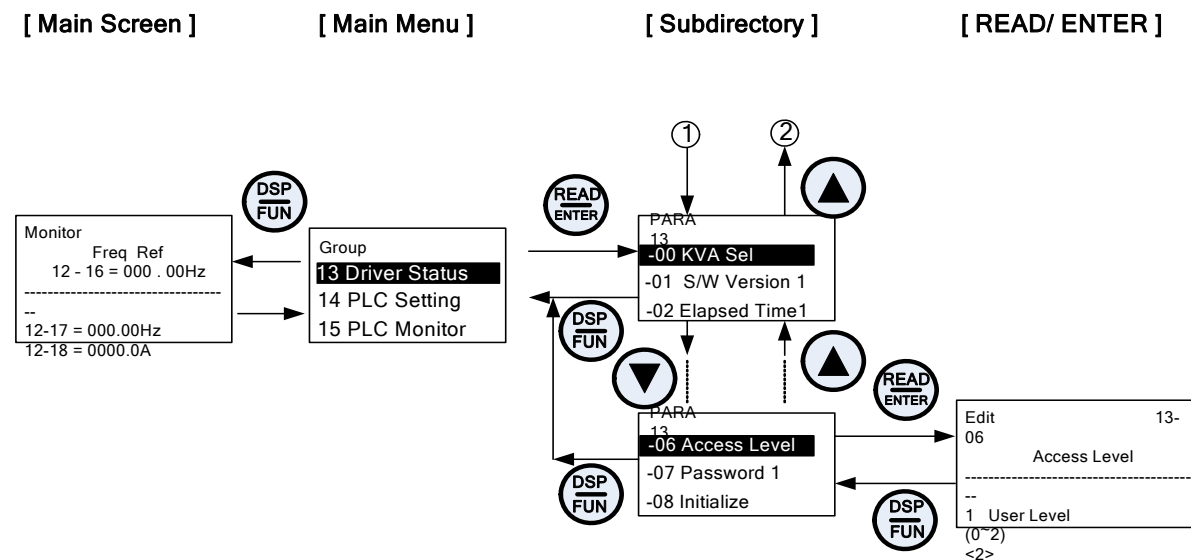 [ Main Screen ]
[ Main Menu ]
[ Subdirectory ]
[ READ/ ENTER ]
1
2
DSP
FUN
READ
ENTER
Monitor
Freq Ref
12 - 16 = 000 . 00Hz
-----------------------------------
--
12-17 = 000.00Hz
12-18 = 0000.0A
Group
13 Driver Status
14 PLC Setting
15 PLC Monitor
PARA
13
-00 KVA Sel
-01 S/W Version 1
-02 Elapsed Time1
DSP
FUN
READ
ENTER
PARA
13
-06 Access Level
-07 Password 1
-08 Initialize
DSP
FUN
Edit 13-
06
Access Level
-----------------------------------
--
1 User Level
(0~2)
<2>
DSP
FUN